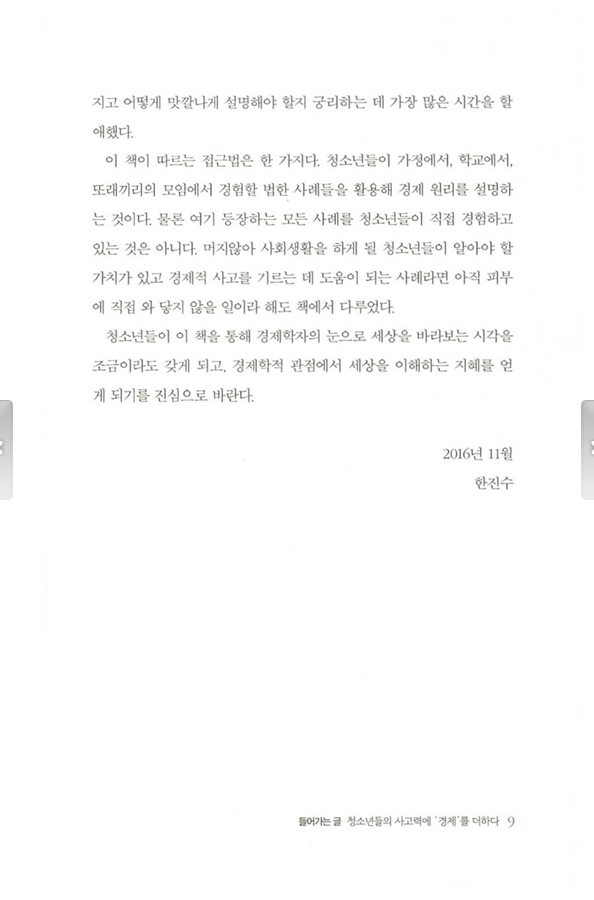 지고 어떻게 맛깔나게 설명해야 할지 궁리하는 데 가장 많은 시간을 할
애했다.
이 책이 따르는 접근법은 한 가지다. 청소년들이 가정에서, 학교에서,
또래끼리의 모임에서 경험할 법한 사례들을 활용해 경제 원리를 설명하
는 것이다. 물론 여기 등장하는 모든 사례를 청소년들이 직접 경험하고
있는 것은 아니다. 머지않아 사회생활을 하게 될 청소년들이 알아야 할
가치가 있고 경제적 사고를 기르는 데 도움이 되는 사례라면 아직 피부
에 직접 와 닿지 않을 일이라 해도 책에서 다루었다.
청소년들이 이 책을 통해 경제학자의 눈으로 세상을 바라보는 시각을
조금이라도 갖게 되고, 경제학적 관점에서 세상을 이해하는 지혜를 얻
게 되기를 진심으로 바란다.
2016년 11월
한진수
들어가는 글 청소년들의 사고력에 '경제'를 더하다 9